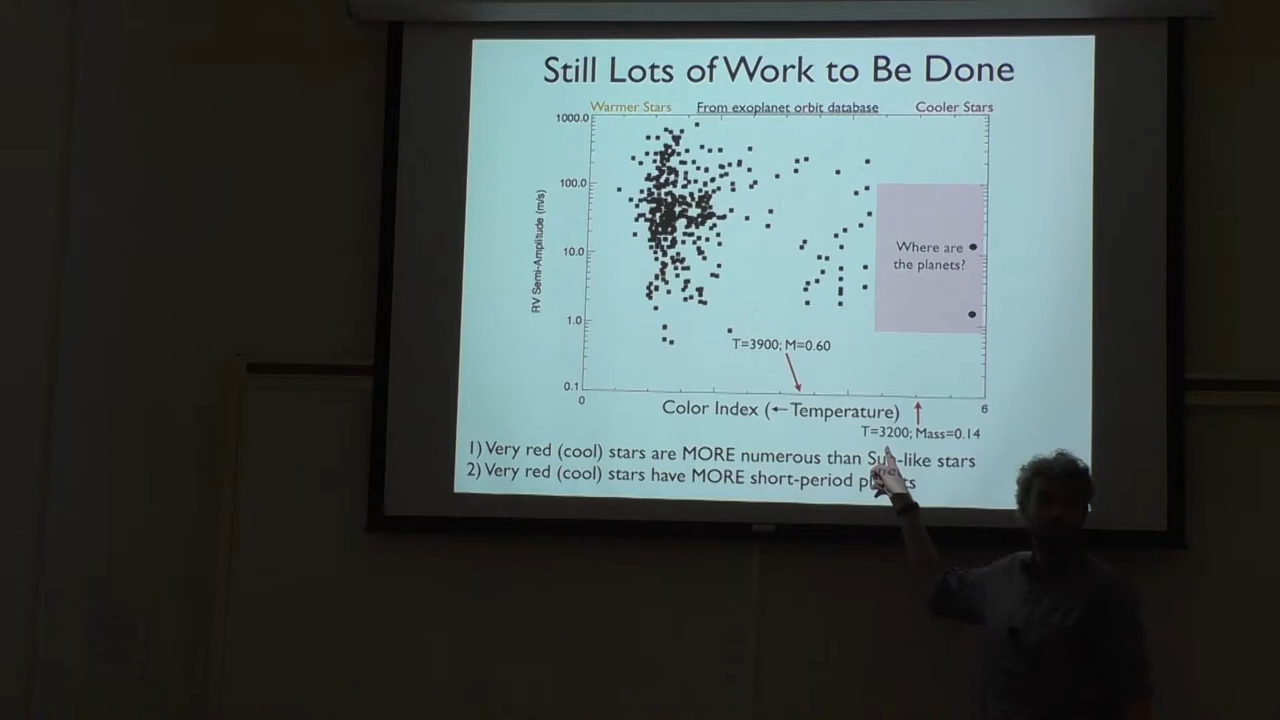 Still Lots of Work to Be Done
Warmer Stars From exoplanet orbit database Cooler Stars
1000.0
100.0
10.0
1.0
0.1
RV Semi-Amplitude (m/s)
Where are
the planets?
T=3900; M=0.60
0
6
Color Index (←Temperature)
T=3200; Mass=0.14
1) Very red (cool) stars are MORE numerous than Sun-like stars
2) Very red (cool) stars have MORE short-period planets